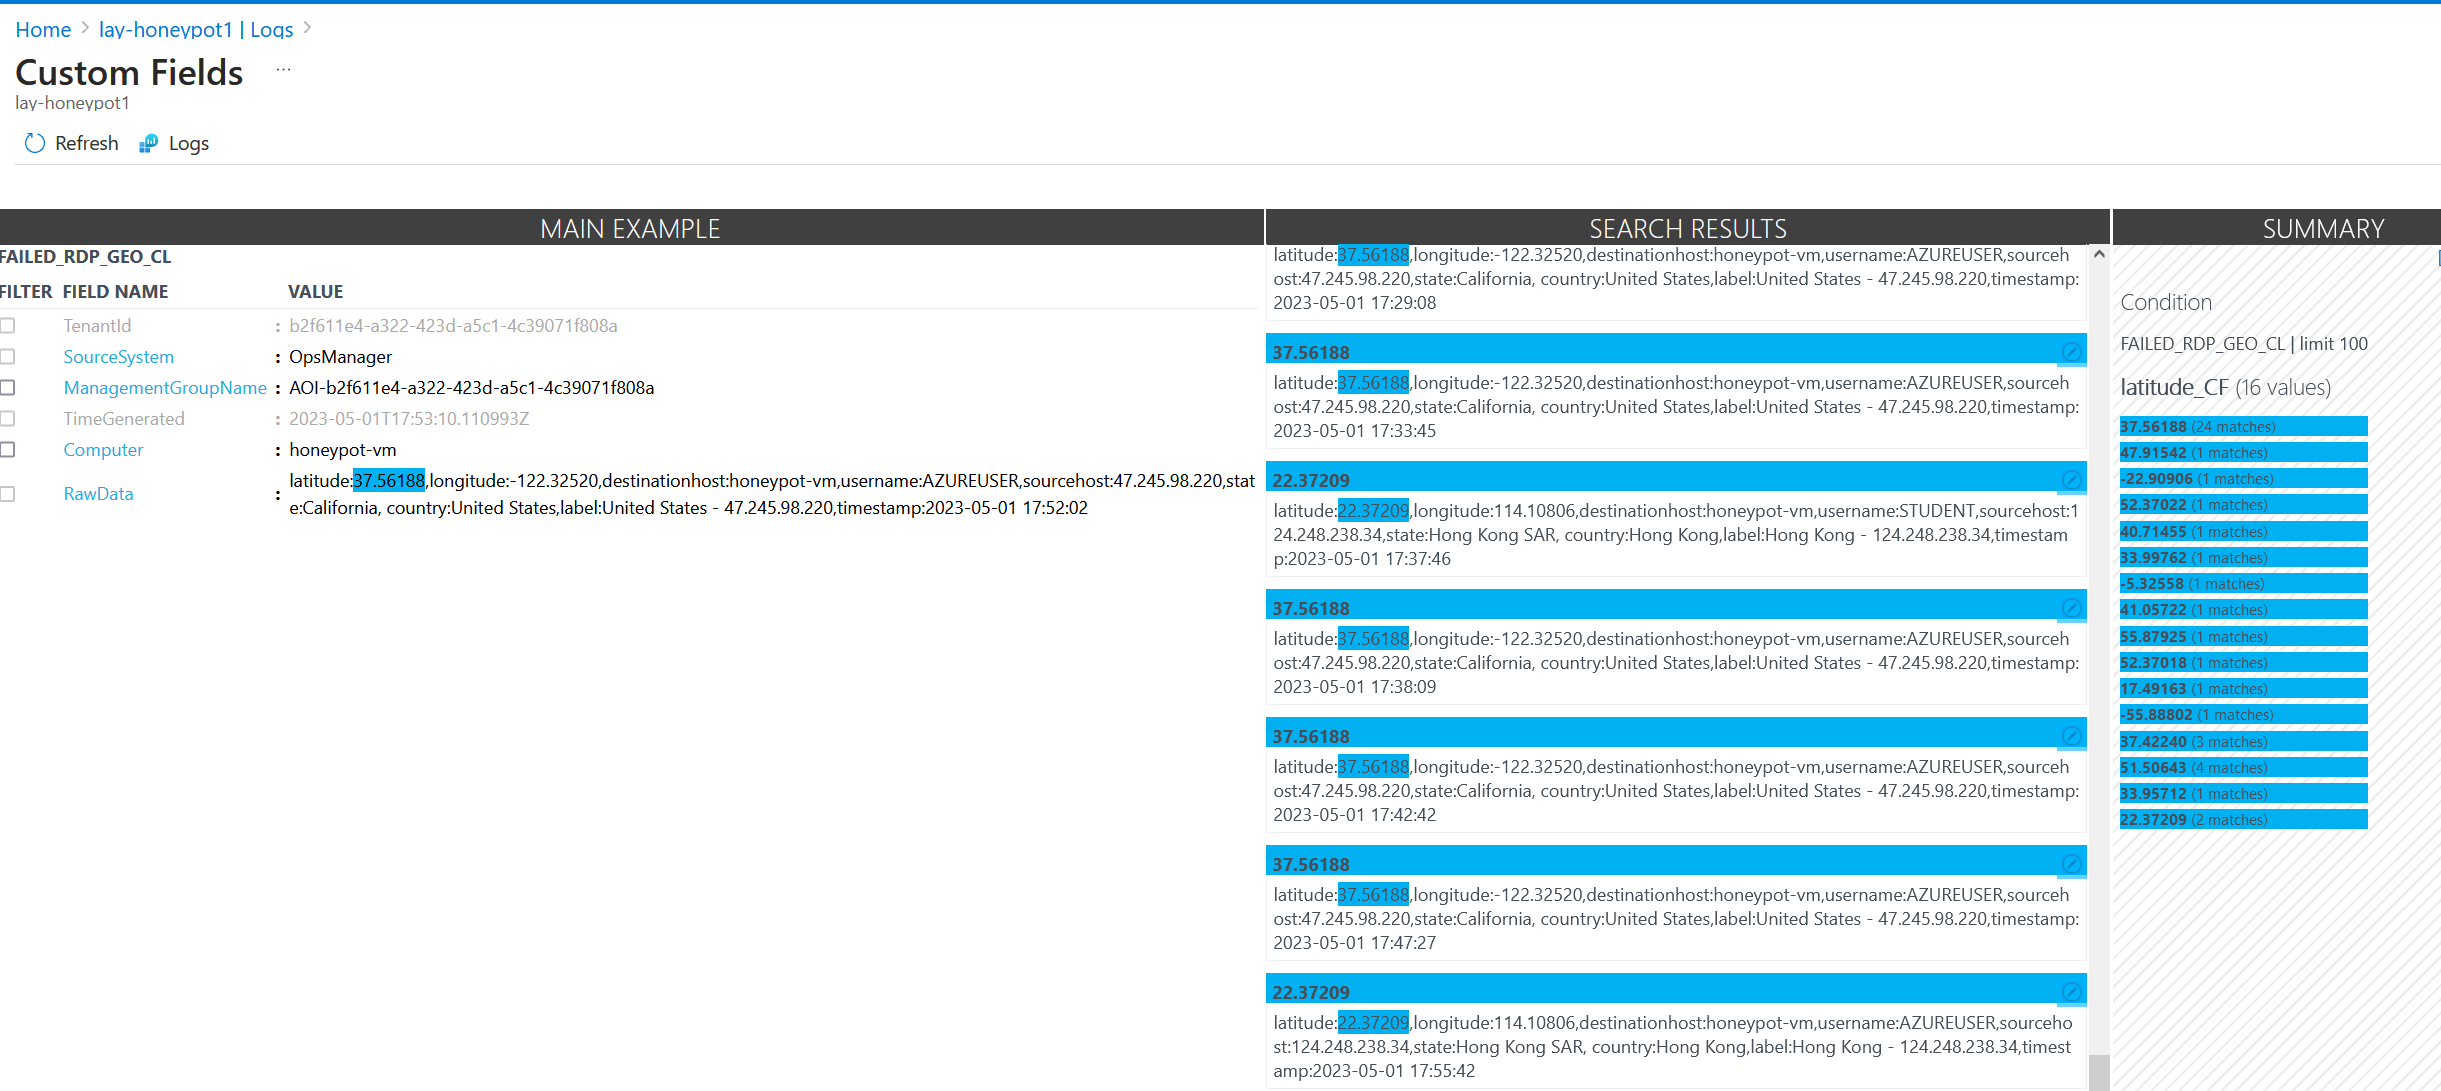 Home > lay-honeypot1 | Logs >
Custom Fields ...
lay-honeypot1
Refresh Logs
MAIN EXAMPLE
FAILED_RDP_GEO_CL
FILTER FIELD NAME VALUE
TenantId : b2f611e4-a322-423d-a5c1-4c39071f808a
SourceSystem : OpsManager
ManagementGroupName : AOI-b2f611e4-a322-423d-a5c1-4c39071f808a
TimeGenerated : 2023-05-01T17:53:10.110993Z
Computer : honeypot-vm
RawData : latitude:37.56188,longitude:-122.32520,destinationhost:honeypot-vm,username:AZUREUSER,sourcehost:47.245.98.220,stat
e:California, country:United States,label:United States - 47.245.98.220,timestamp:2023-05-01 17:52:02
SEARCH RESULTS
latitude:37.56188,longitude:-122.32520,destinationhost:honeypot-vm,username:AZUREUSER,sourceh
ost:47.245.98.220,state:California, country:United States,label:United States - 47.245.98.220,timestamp:
2023-05-01 17:29:08
37.56188
latitude:37.56188,longitude:-122.32520,destinationhost:honeypot-vm,username:AZUREUSER,sourceh
ost:47.245.98.220,state:California, country:United States,label:United States - 47.245.98.220,timestamp:
2023-05-01 17:33:45
22.37209
latitude:22.37209,longitude:114.10806,destinationhost:honeypot-vm,username:STUDENT,sourcehost:1
24.248.238.34,state:Hong Kong SAR, country:Hong Kong,label:Hong Kong - 124.248.238.34,timestam
p:2023-05-01 17:37:46
37.56188
latitude:37.56188,longitude:-122.32520,destinationhost:honeypot-vm,username:AZUREUSER,sourceh
ost:47.245.98.220,state:California, country:United States,label:United States - 47.245.98.220,timestamp:
2023-05-01 17:38:09
37.56188
latitude:37.56188,longitude:-122.32520,destinationhost:honeypot-vm,username:AZUREUSER,sourceh
ost:47.245.98.220,state:California, country:United States,label:United States - 47.245.98.220,timestamp:
2023-05-01 17:42:42
37.56188
latitude:37.56188,longitude:-122.32520,destinationhost:honeypot-vm,username:AZUREUSER,sourceh
ost:47.245.98.220,state:California, country:United States,label:United States - 47.245.98.220,timestamp:
2023-05-01 17:47:27
22.37209
latitude:22.37209,longitude:114.10806,destinationhost:honeypot-vm,username:AZUREUSER,sourceho
st:124.248.238.34,state:Hong Kong SAR, country:Hong Kong,label:Hong Kong - 124.248.238.34,timest
amp:2023-05-01 17:55:42
SUMMARY
Condition
FAILED_RDP_GEO_CL | limit 100
latitude_CF (16 values)
37.56188 (24 matches)
47.91542 (1 matches)
-22.90906 (1 matches)
52.37022 (1 matches)
40.71455 (1 matches)
33.99762 (1 matches)
-5.32558 (1 matches)
41.05722 (1 matches)
55.87925 (1 matches)
52.37018 (1 matches)
17.49163 (1 matches)
-55.88802 (1 matches)
37.42240 (3 matches)
51.50643 (4 matches)
33.95712 (1 matches)
22.37209 (2 matches)